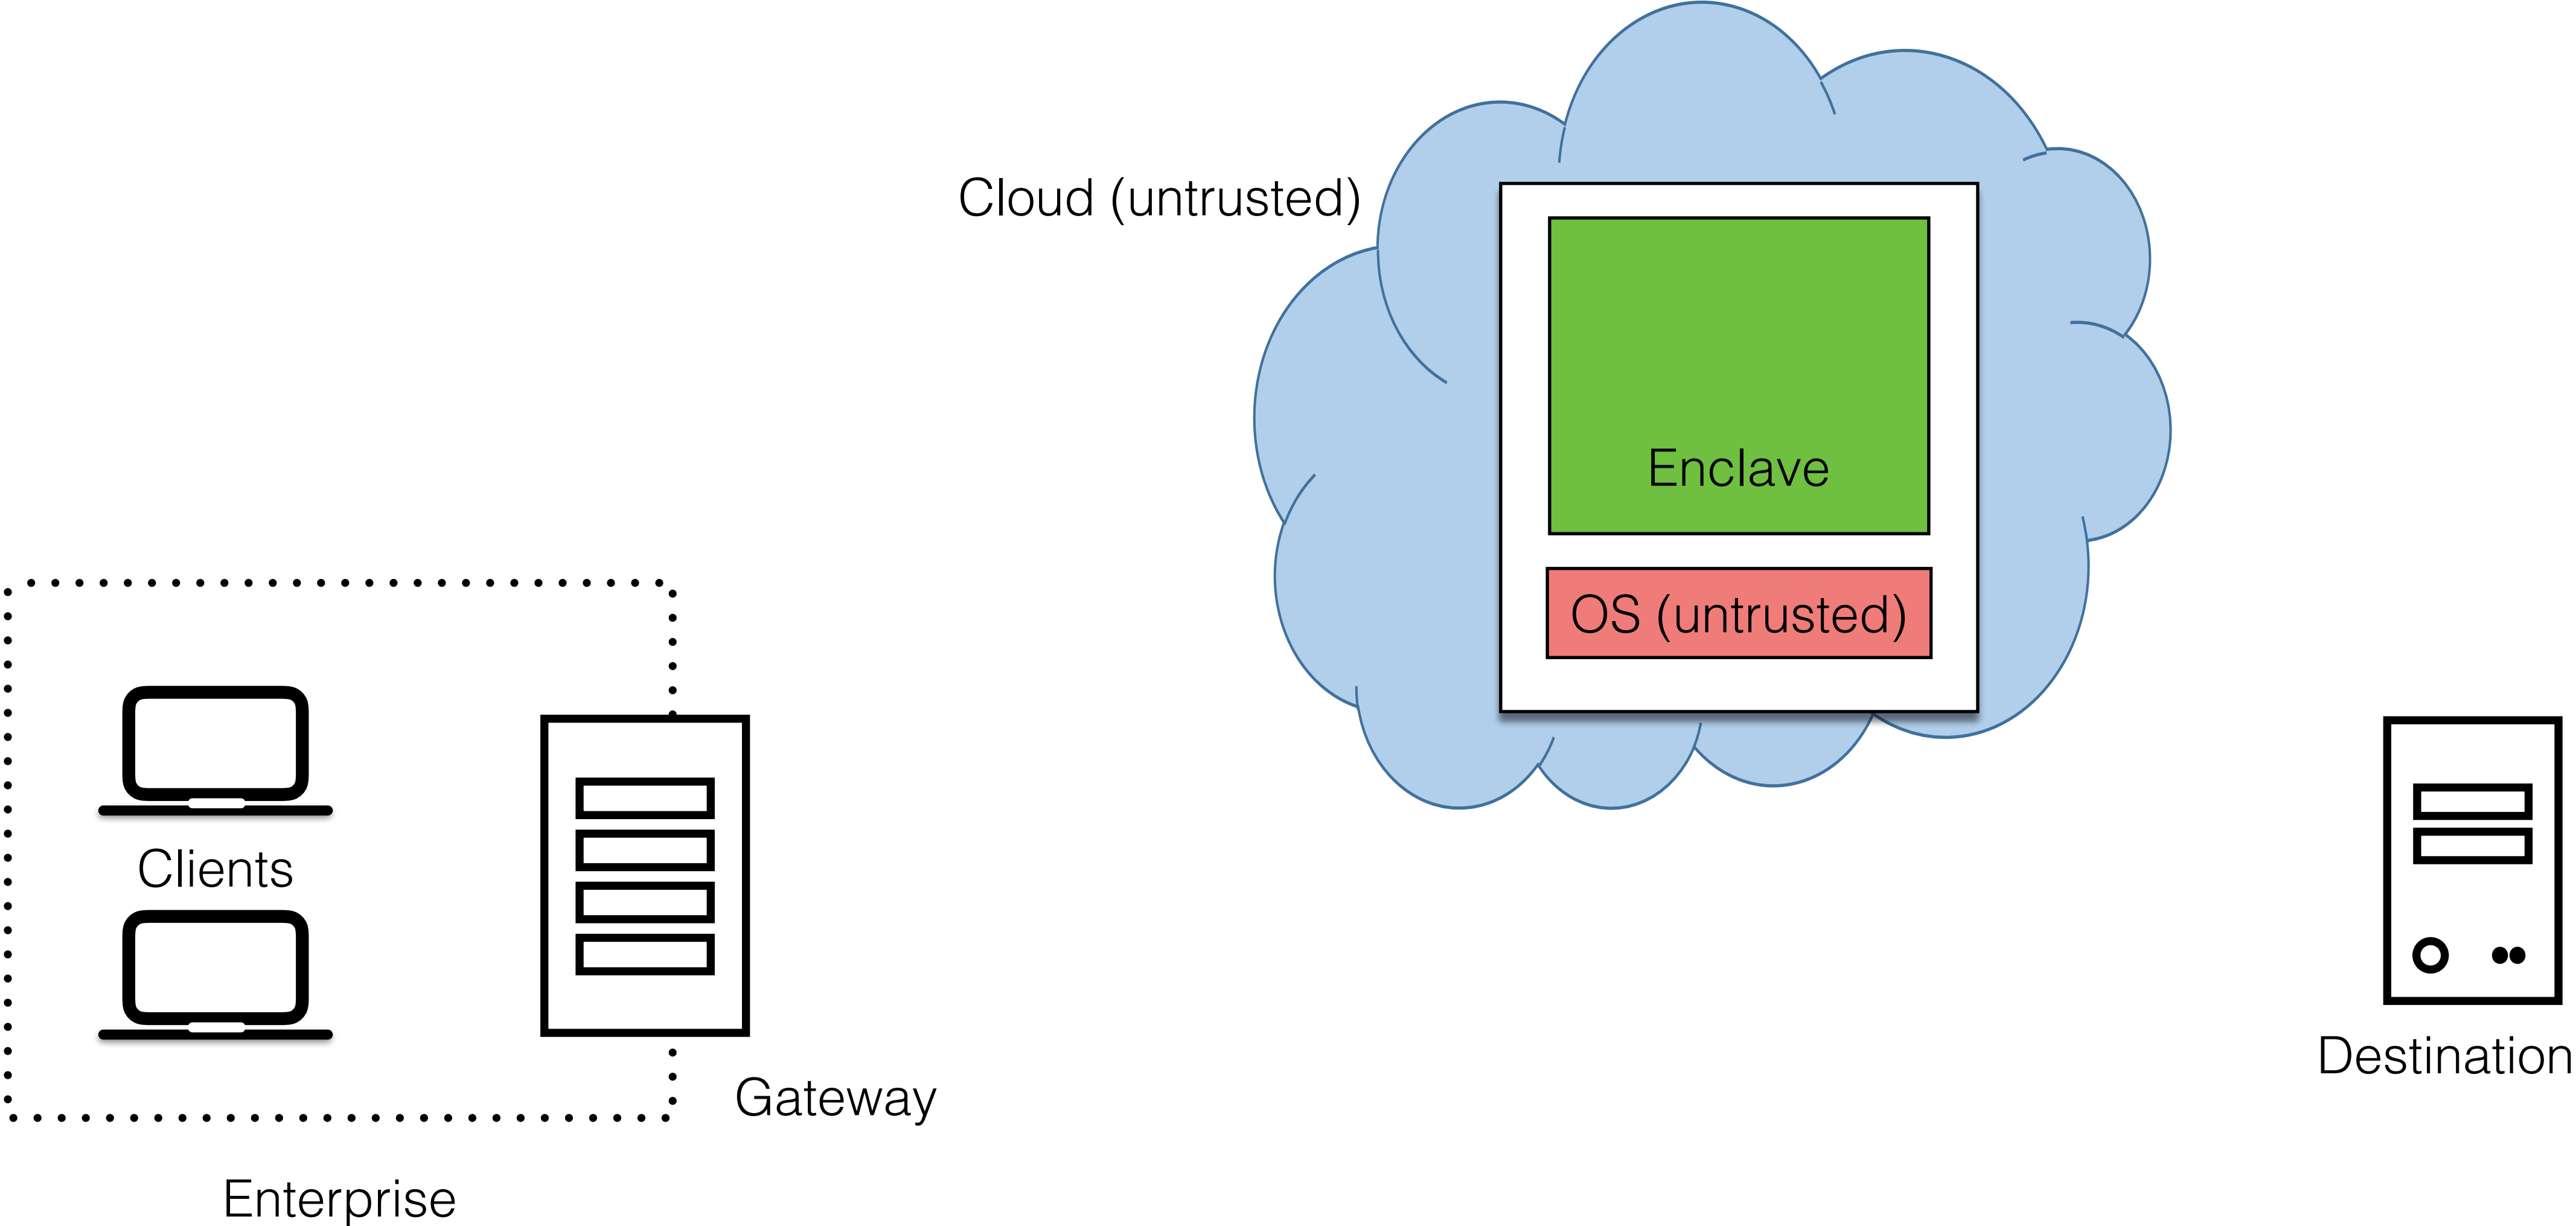 Cloud (untrusted)
Enclave
OS (untrusted)
Clients
Gateway
Enterprise
Destination